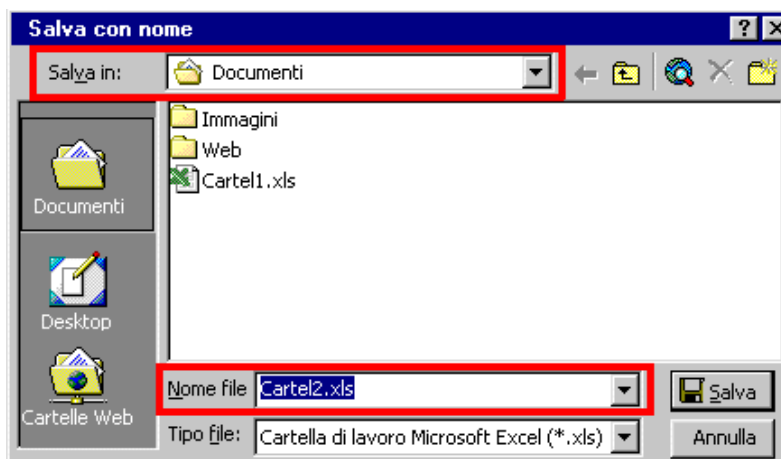 Salva con nome
Salva in: Documenti
Immagini
Web
Cartel1.xls
Documenti
Desktop
Cartelle Web
Nome file Cartel2.xls
Salva
Tipo file: Cartella di lavoro Microsoft Excel (*.xls)
Annulla